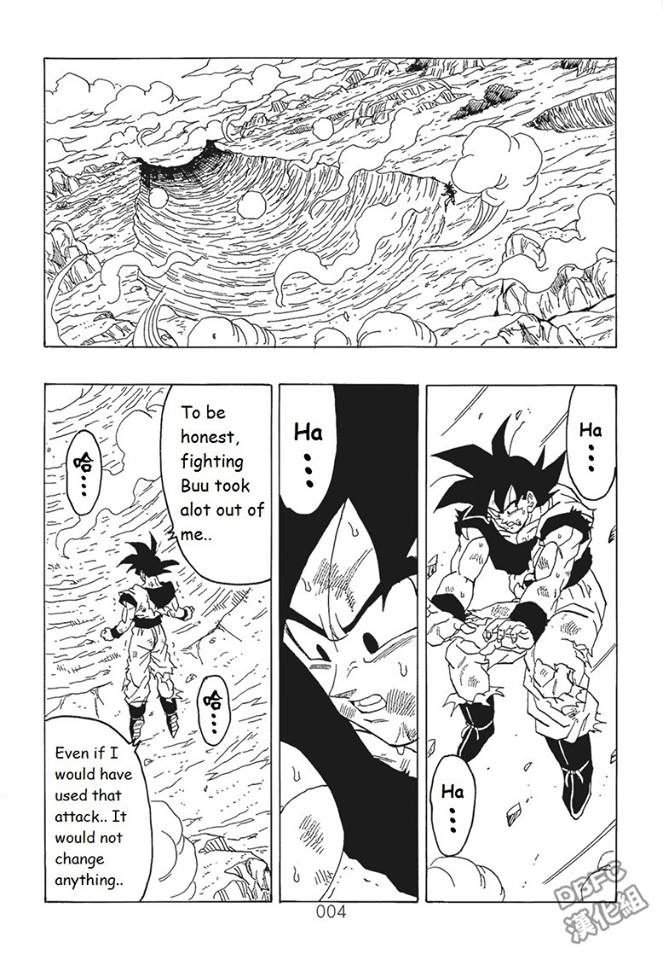 Ha
...
Ha
...
Ha
...
To be
honest,
fighting
Buu took
alot out of
me..
哈
...
哈
...
Even if I
would have
used that
attack.. It
would not
change
anything..
004
DBFC
漢化組